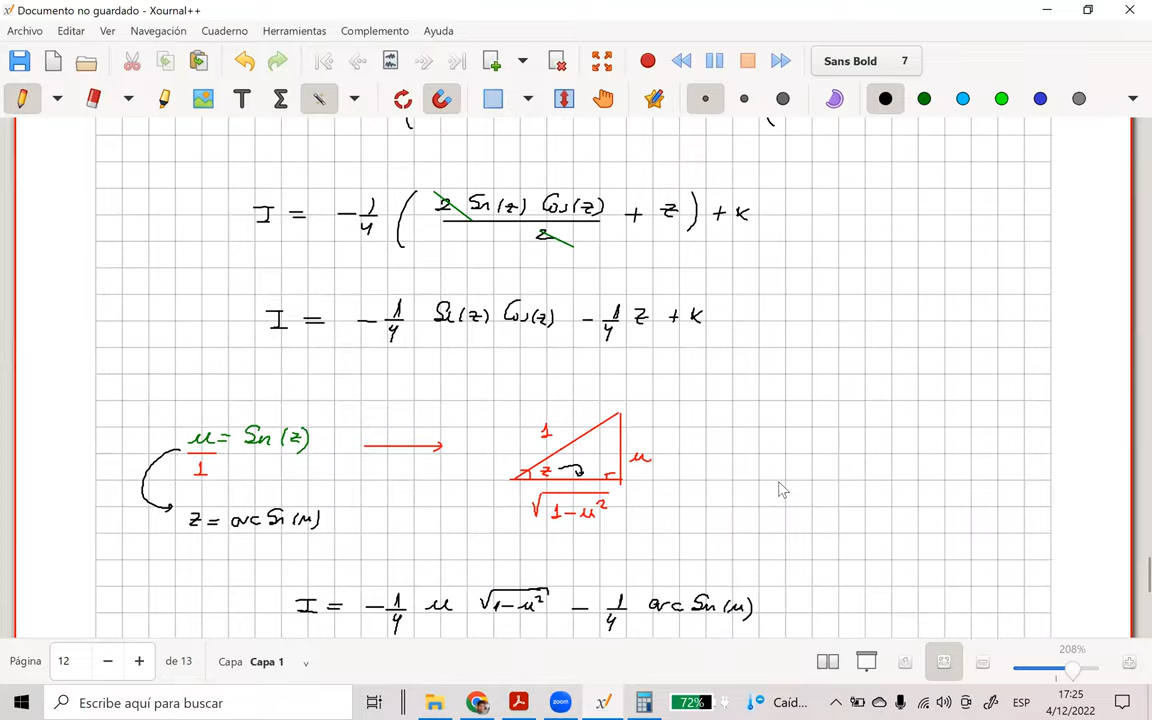 Documento no guardado - Xournal++
Archivo Editar Ver Navegación Cuaderno Herramientas Complemento Ayuda
Sans Bold 7
I = -1/4 ( 2 Sn(z) Cos(z) / 2 + z ) + K
I = -1/4 Sn(z) Cos(z) - 1/4 z + K
u/1 = Sn(z)
1
z
u
√1-u²
z = arc Sn(u)
I = -1/4 u √1-u² - 1/4 arc Sn(u)
Página 12 de 13 Capa Capa 1
208%
Escribe aquí para buscar
zoom
72%
Caíd...
ESP
17:25
4/12/2022